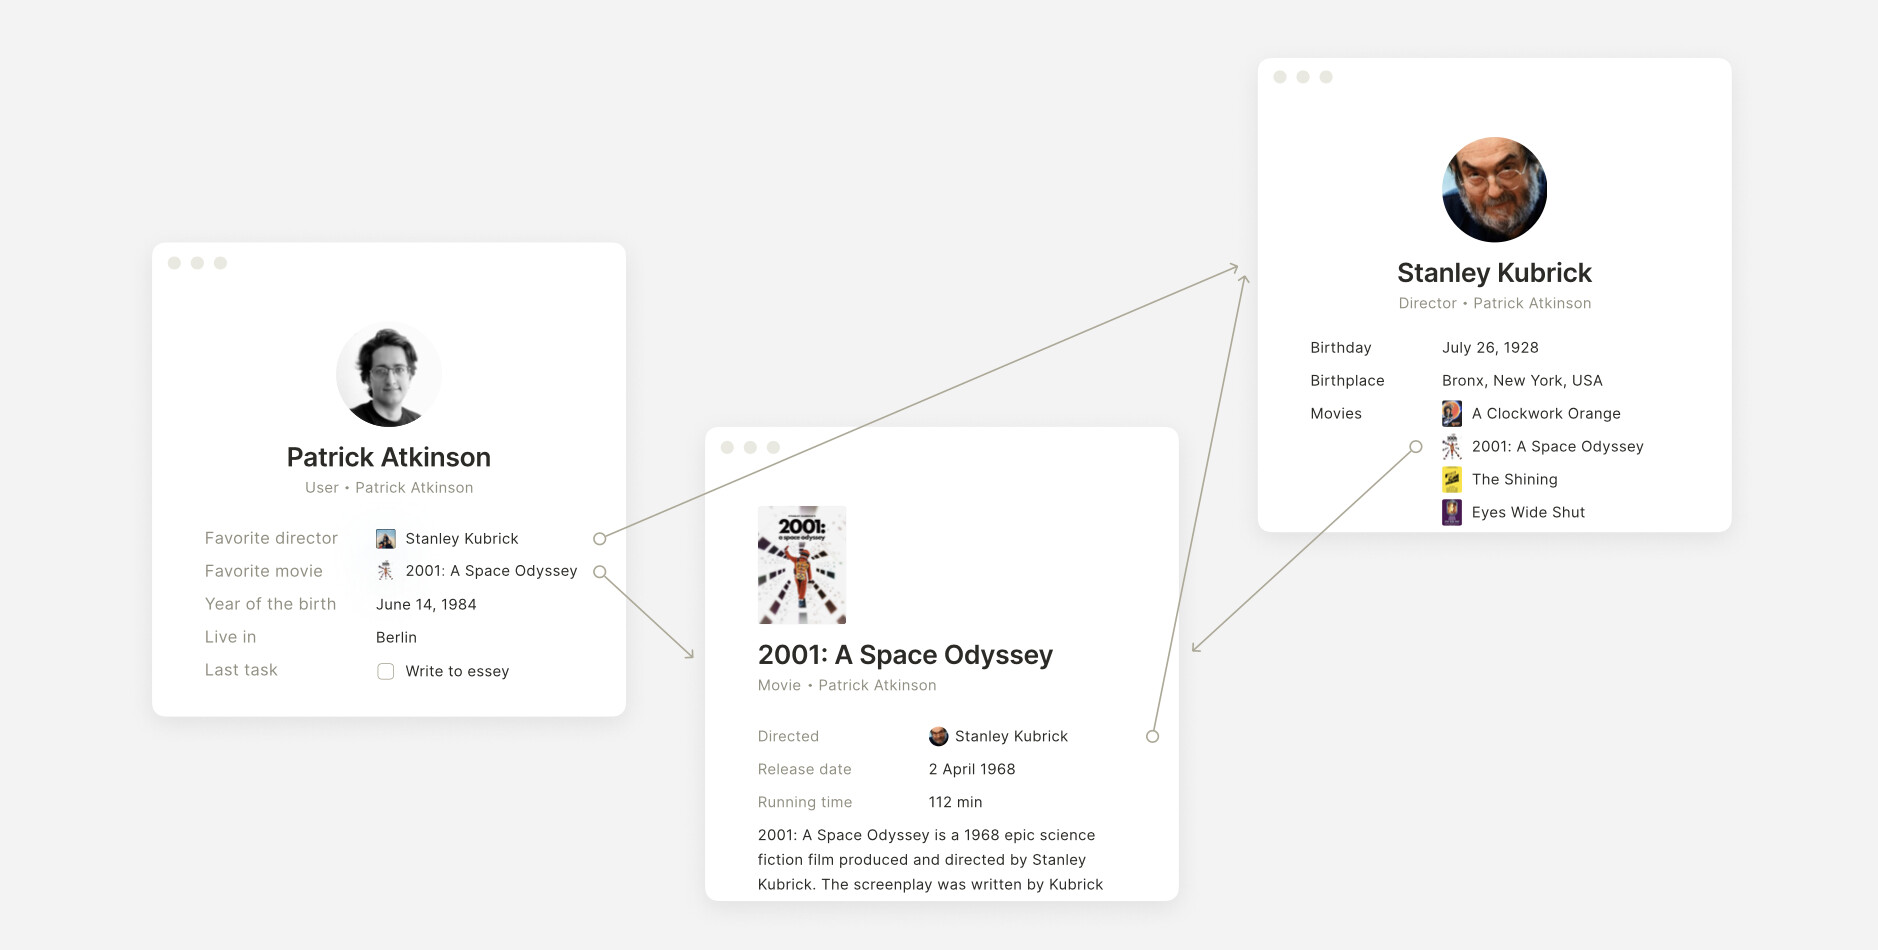 Patrick Atkinson
User • Patrick Atkinson
Favorite director Stanley Kubrick
Favorite movie 2001: A Space Odyssey
Year of the birth June 14, 1984
Live in Berlin
Last task Write to essey
2001:
a space odyssey
2001: A Space Odyssey
Movie • Patrick Atkinson
Directed Stanley Kubrick
Release date 2 April 1968
Running time 112 min
2001: A Space Odyssey is a 1968 epic science
fiction film produced and directed by Stanley
Kubrick. The screenplay was written by Kubrick
Stanley Kubrick
Director • Patrick Atkinson
Birthday July 26, 1928
Birthplace Bronx, New York, USA
Movies A Clockwork Orange
2001: A Space Odyssey
The Shining
Eyes Wide Shut